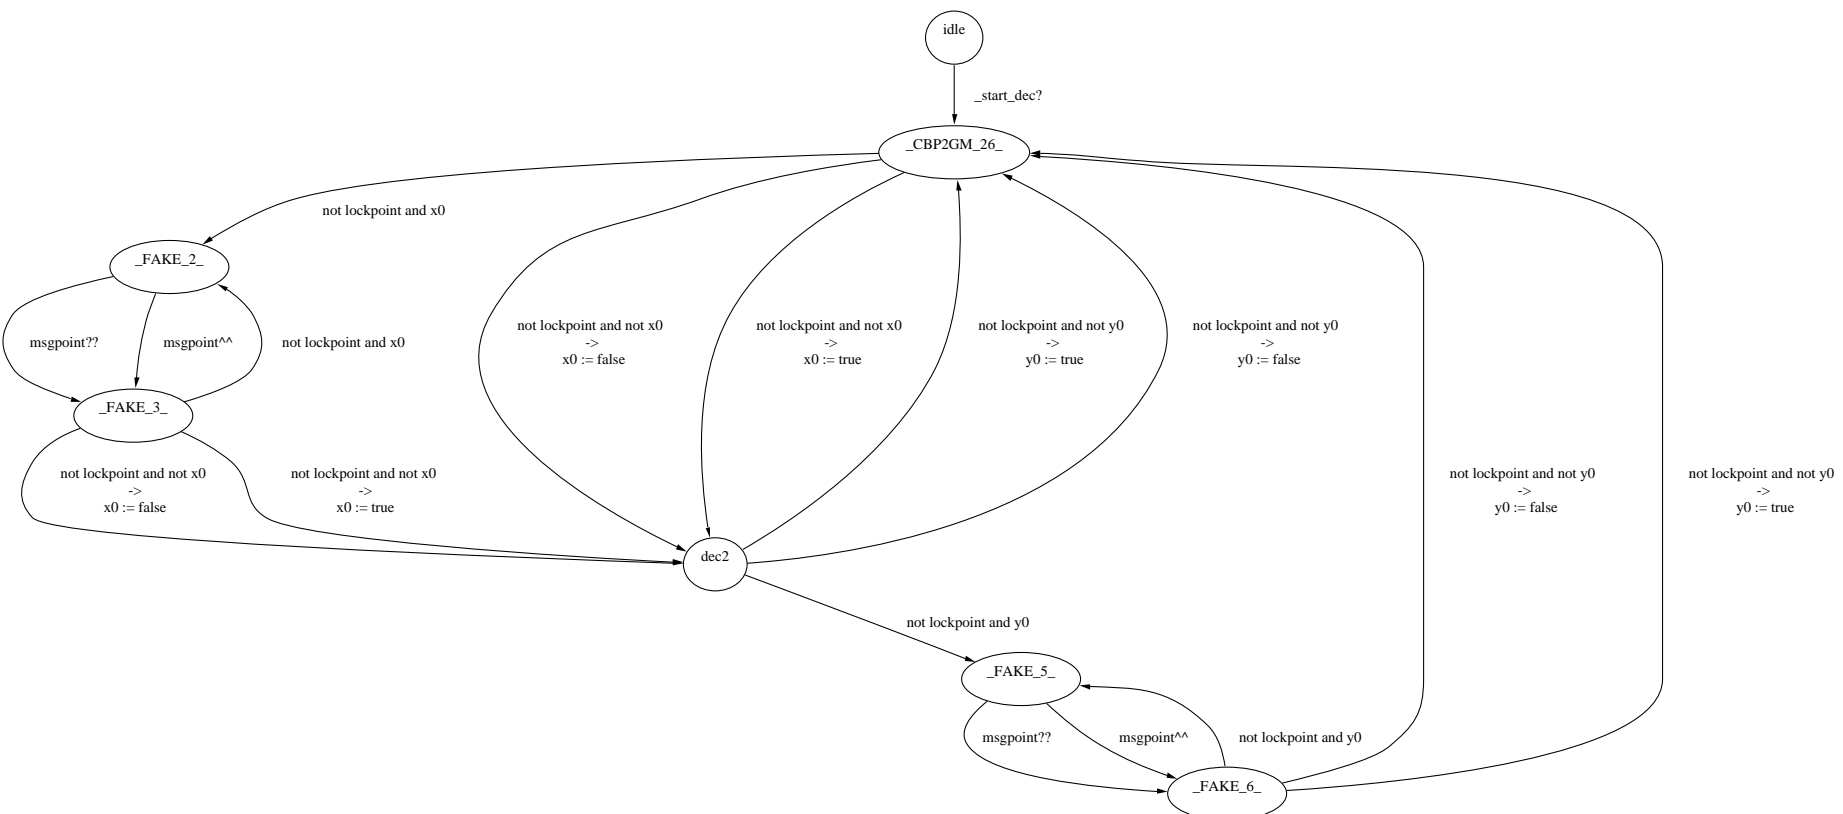 idle
_start_dec?
_CBP2GM_26_
not lockpoint and x0
_FAKE_2_
msgpoint??
msgpoint^^
not lockpoint and x0
not lockpoint and not x0
->
x0 := false
not lockpoint and not x0
->
x0 := true
not lockpoint and not y0
->
y0 := true
not lockpoint and not y0
->
y0 := false
_FAKE_3_
not lockpoint and not x0
->
x0 := false
not lockpoint and not x0
->
x0 := true
not lockpoint and not y0
->
y0 := false
not lockpoint and not y0
->
y0 := true
dec2
not lockpoint and y0
_FAKE_5_
msgpoint??
msgpoint^^
not lockpoint and y0
_FAKE_6_